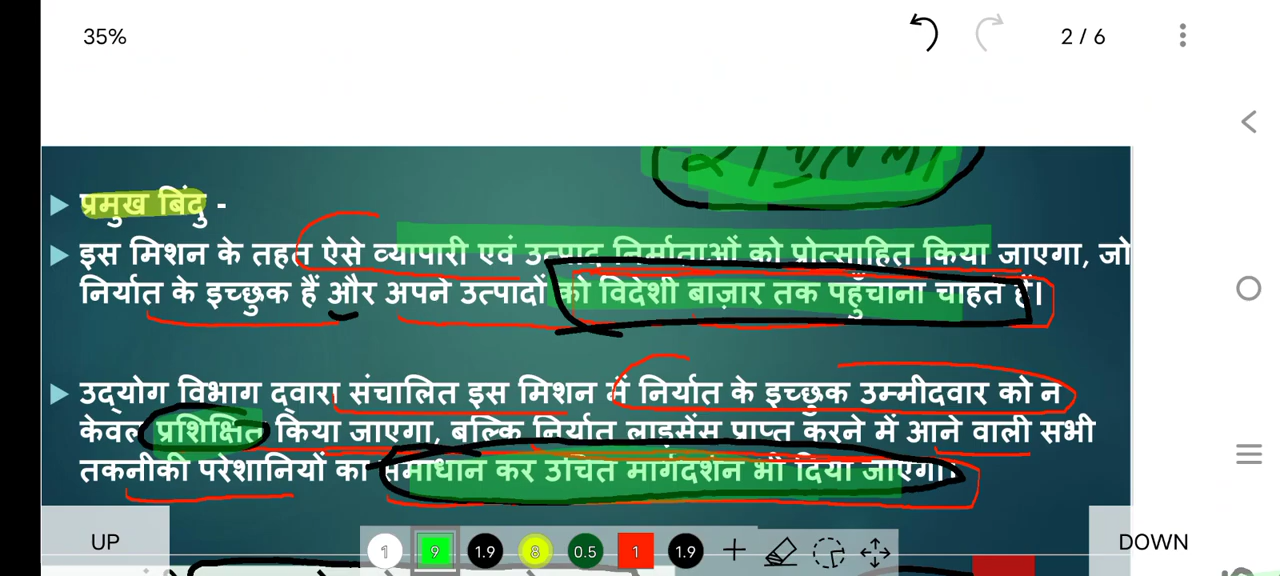 35%
2 / 6
प्रमुख बिंदु -
इस मिशन के तहत ऐसे व्यापारी एवं उत्पाद निर्माताओं को प्रोत्साहित किया जाएगा, जो
निर्यात के इच्छुक हैं और अपने उत्पादों को विदेशी बाज़ार तक पहुँचाना चाहते हैं।
उद्योग विभाग द्वारा संचालित इस मिशन में निर्यात के इच्छुक उम्मीदवार को न
केवल प्रशिक्षित किया जाएगा, बल्कि निर्यात लाइसेंस प्राप्त करने में आने वाली सभी
तकनीकी परेशानियों का समाधान कर उचित मार्गदर्शन भी दिया जाएगा।
UP
1 9 1.9 8 0.5 1 1.9
DOWN